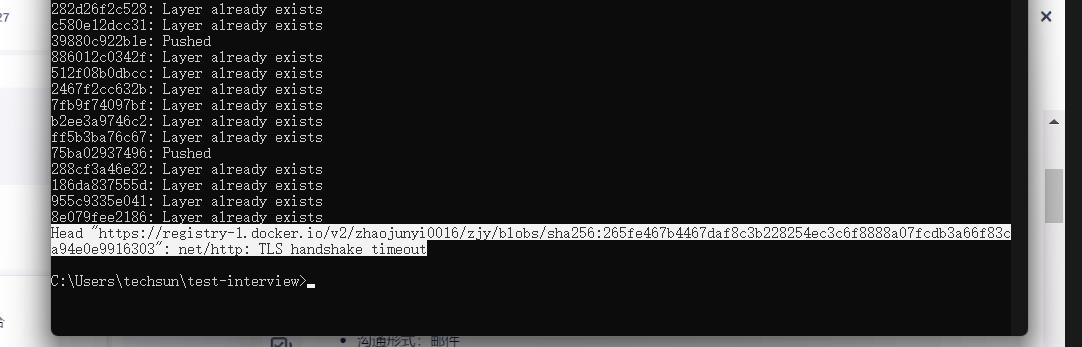 27
282d26f2c528: Layer already exists
c580e12dcc31: Layer already exists
39880c922b1e: Pushed
886012c0342f: Layer already exists
512f08b0dbcc: Layer already exists
2467f2cc632b: Layer already exists
7fb9f74097bf: Layer already exists
b2ee3a9746c2: Layer already exists
ff5b3ba76c67: Layer already exists
75ba02937496: Pushed
288cf3a46e32: Layer already exists
186da837555d: Layer already exists
955c9335e041: Layer already exists
8e079fee2186: Layer already exists
Head "https://registry-1.docker.io/v2/zhaojunyi0016/zjy/blobs/sha256:265fe467b4467daf8c3b228254ec3c6f8888a07fcdb3a66f83c
a94e0e9916303": net/http: TLS handshake timeout
C:\Users\techsun\test-interview>
沟通形式：邮件